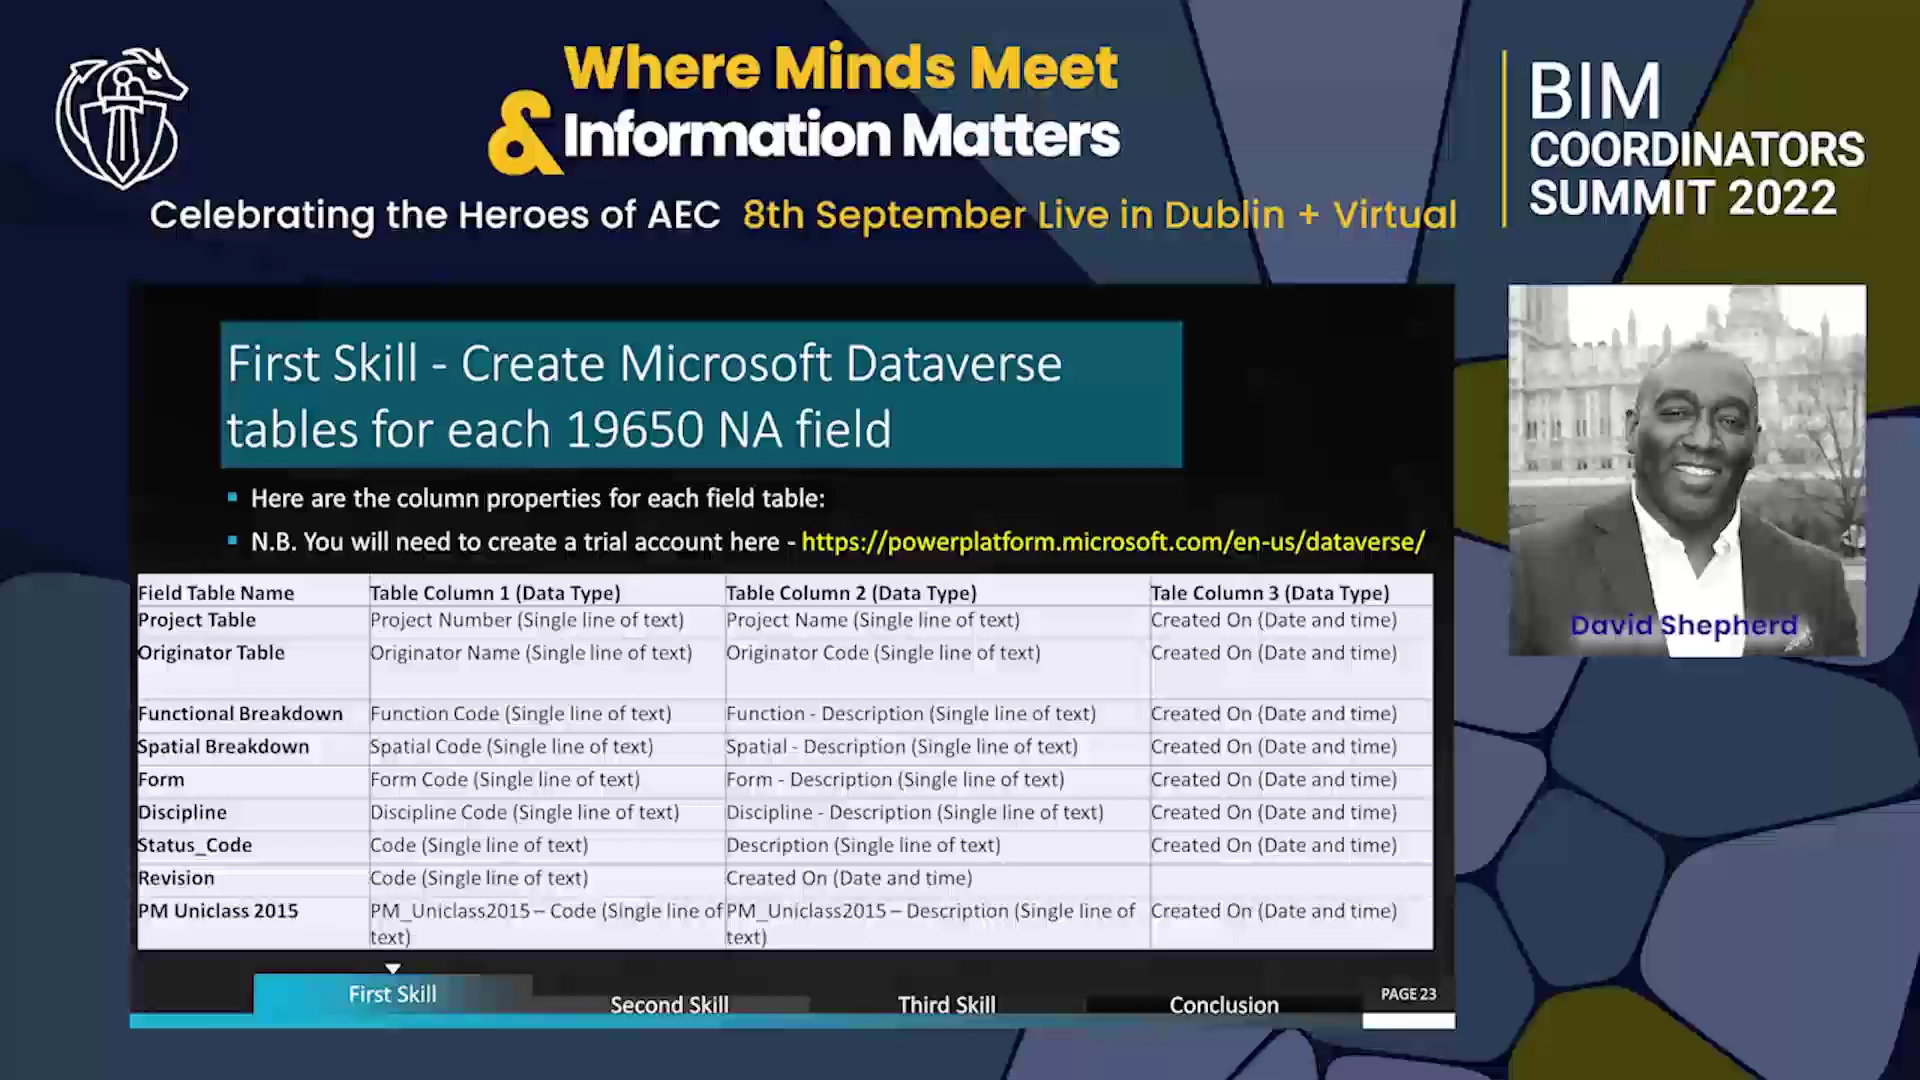 Where Minds Meet
& Information Matters
Celebrating the Heroes of AEC 8th September Live in Dublin + Virtual
BIM
COORDINATORS
SUMMIT 2022
First Skill - Create Microsoft Dataverse
tables for each 19650 NA field
Here are the column properties for each field table:
N.B. You will need to create a trial account here - https://powerplatform.microsoft.com/en-us/dataverse/
Field Table Name Table Column 1 (Data Type) Table Column 2 (Data Type) Tale Column 3 (Data Type)
Project Table Project Number (Single line of text) Project Name (Single line of text) Created On (Date and time)
Originator Table Originator Name (Single line of text) Originator Code (Single line of text) Created On (Date and time)
Functional Breakdown Function Code (Single line of text) Function - Description (Single line of text) Created On (Date and time)
Spatial Breakdown Spatial Code (Single line of text) Spatial - Description (Single line of text) Created On (Date and time)
Form Form Code (Single line of text) Form - Description (Single line of text) Created On (Date and time)
Discipline Discipline Code (Single line of text) Discipline - Description (Single line of text) Created On (Date and time)
Status_Code Code (Single line of text) Description (Single line of text) Created On (Date and time)
Revision Code (Single line of text) Created On (Date and time)
PM Uniclass 2015 PM_Uniclass2015 – Code (Single line of PM_Uniclass2015 – Description (Single line of Created On (Date and time)
text) text)
First Skill Second Skill Third Skill Conclusion PAGE 23
David Shepherd